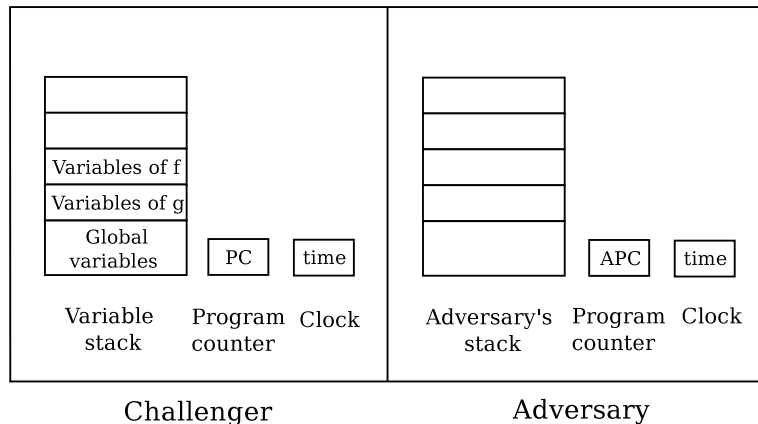 Variables of f
Variables of g
Global
variables
PC
time
Variable
stack
Program
counter
Clock
Challenger
APC
time
Adversary's
stack
Program
counter
Clock
Adversary